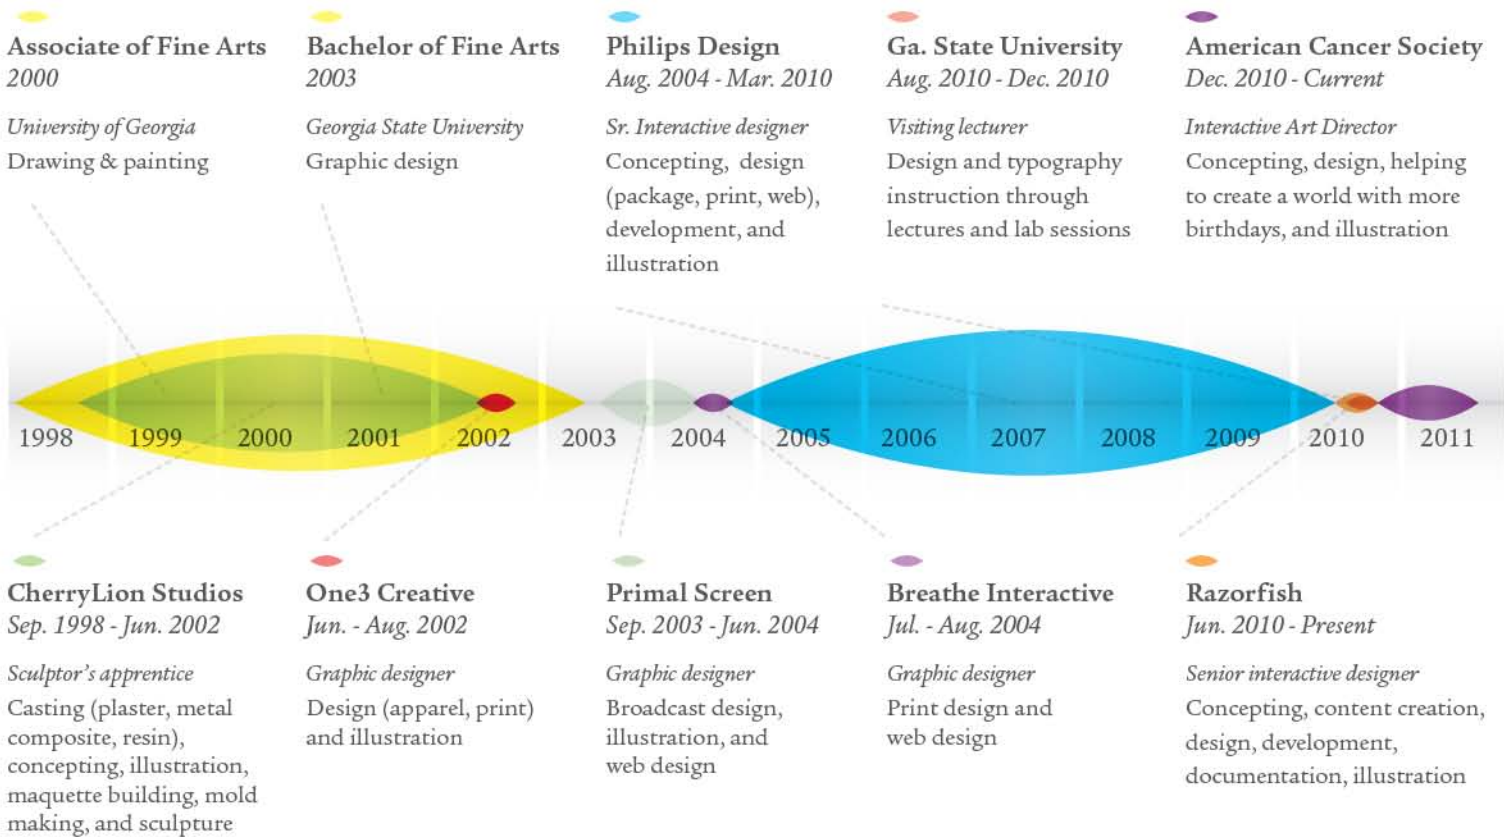 Associate of Fine Arts
2000
University of Georgia
Drawing & painting
Bachelor of Fine Arts
2003
Georgia State University
Graphic design
Philips Design
Aug. 2004 - Mar. 2010
Sr. Interactive designer
Concepting, design
(package, print, web),
development, and
illustration
Ga. State University
Aug. 2010 - Dec. 2010
Visiting lecturer
Design and typography
instruction through
lectures and lab sessions
American Cancer Society
Dec. 2010 - Current
Interactive Art Director
Concepting, design, helping
to create a world with more
birthdays, and illustration
1998 1999 2000 2001 2002 2003 2004 2005 2006 2007 2008 2009 2010 2011
CherryLion Studios
Sep. 1998 - Jun. 2002
Sculptor's apprentice
Casting (plaster, metal
composite, resin),
concepting, illustration,
maquette building, mold
making, and sculpture
One3 Creative
Jun. - Aug. 2002
Graphic designer
Design (apparel, print)
and illustration
Primal Screen
Sep. 2003 - Jun. 2004
Graphic designer
Broadcast design,
illustration, and
web design
Breathe Interactive
Jul. - Aug. 2004
Graphic designer
Print design and
web design
Razorfish
Jun. 2010 - Present
Senior interactive designer
Concepting, content creation,
design, development,
documentation, illustration